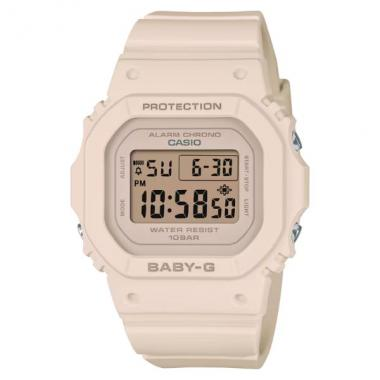 PROTECTION
ALARM CHRONO
CASIO
ADJUST
START·STOP
SU 6-30
PM
10:58 50
MODE
LIGHT
WATER RESIST
10BAR
BABY-G